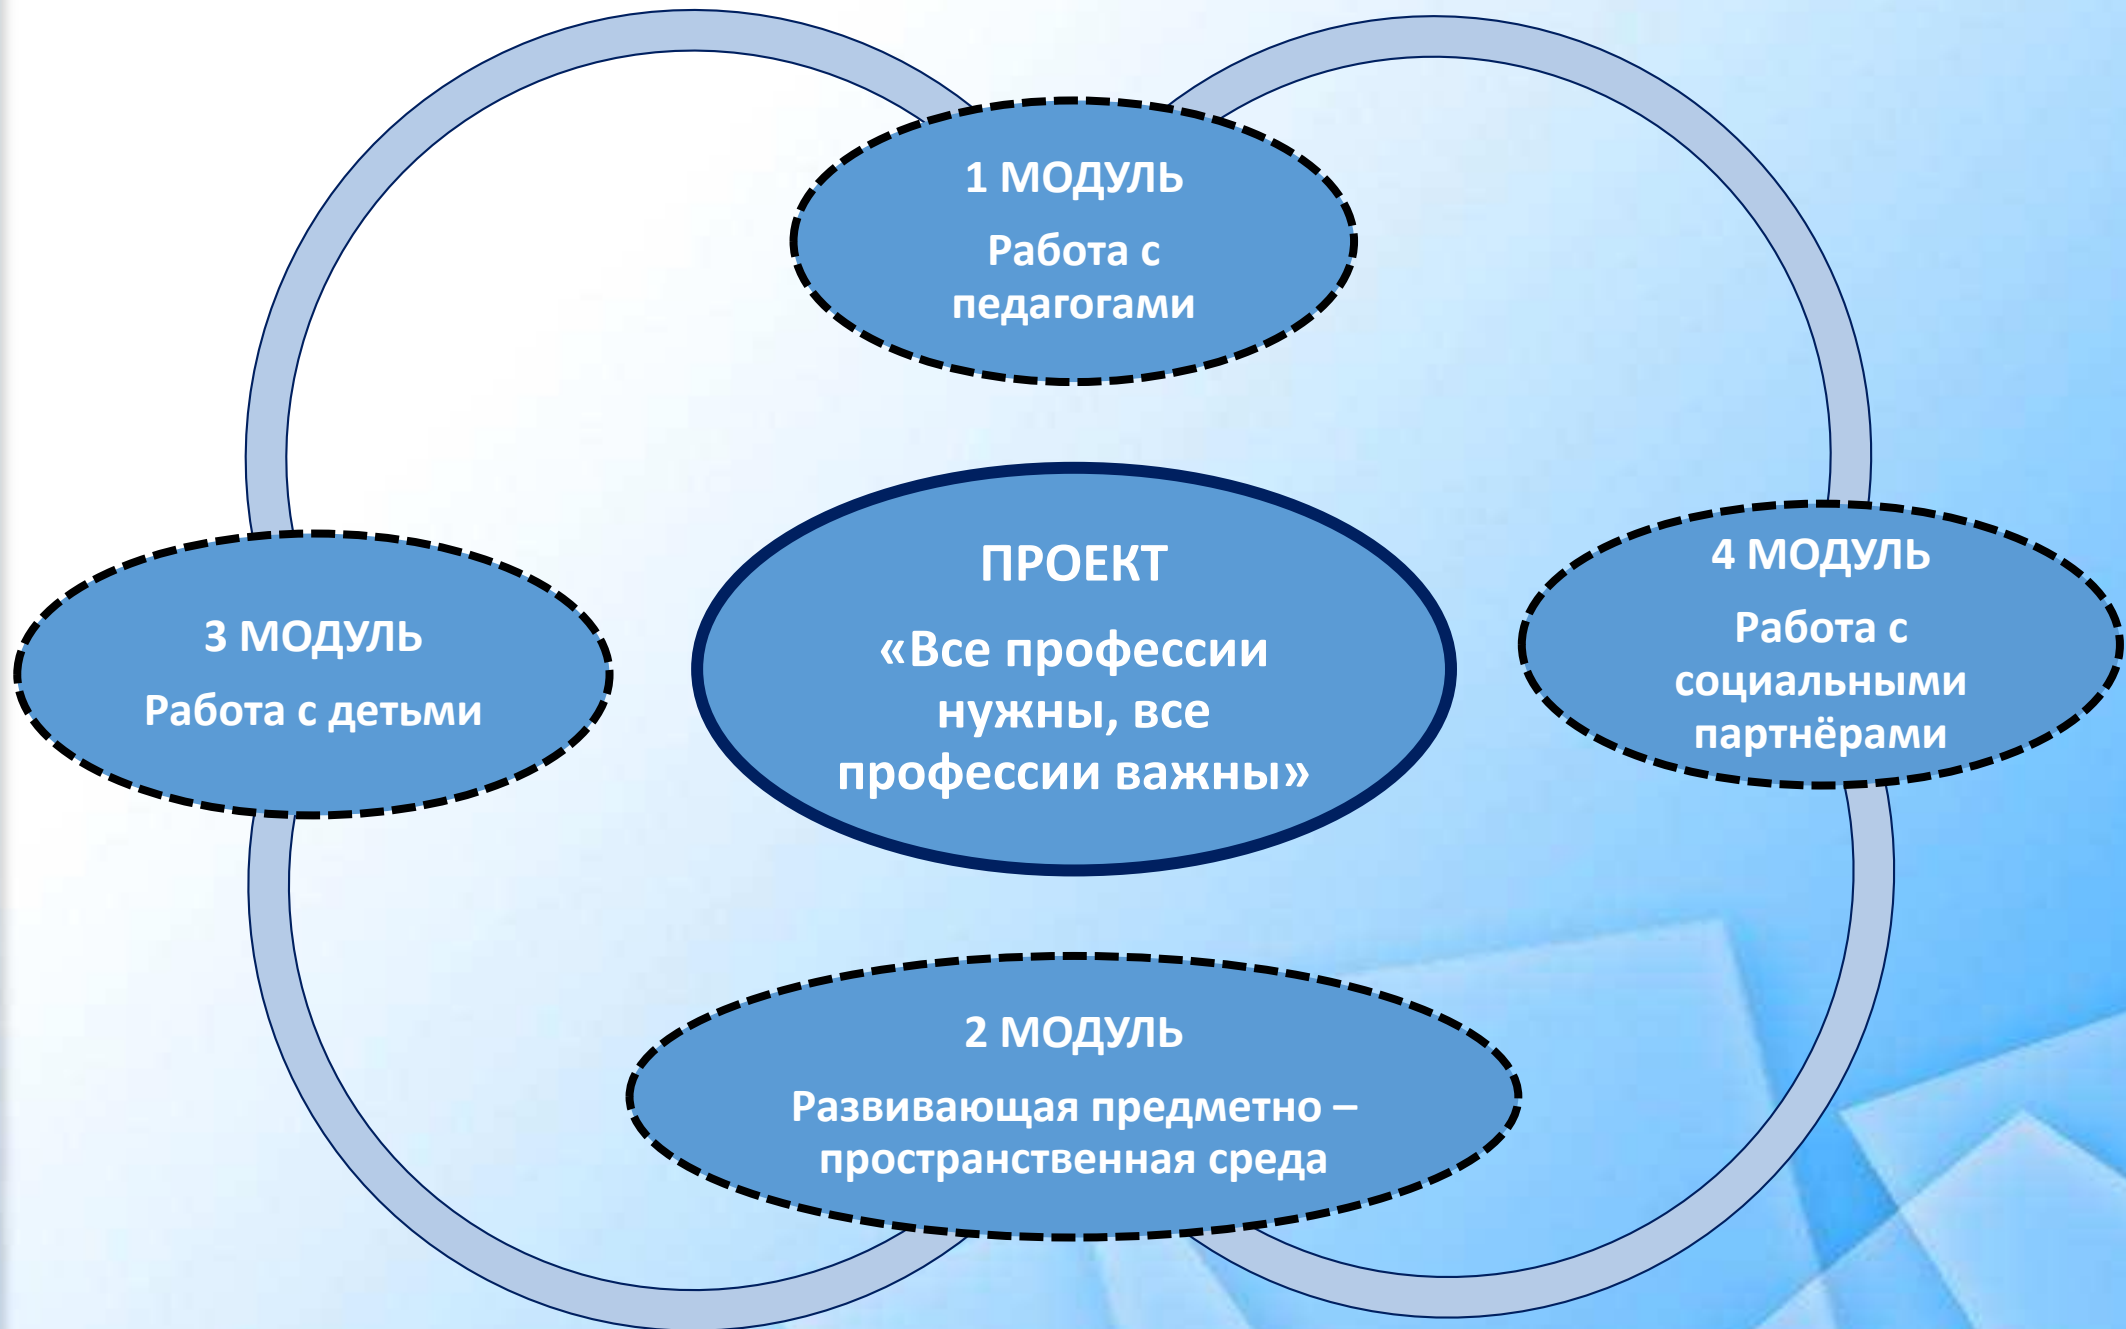 1 МОДУЛЬ
Работа с
педагогами
ПРОЕКТ
«Все профессии
нужны, все
профессии важны»
3 МОДУЛЬ
Работа с детьми
4 МОДУЛЬ
Работа с
социальными
партнёрами
2 МОДУЛЬ
Развивающая предметно –
пространственная среда